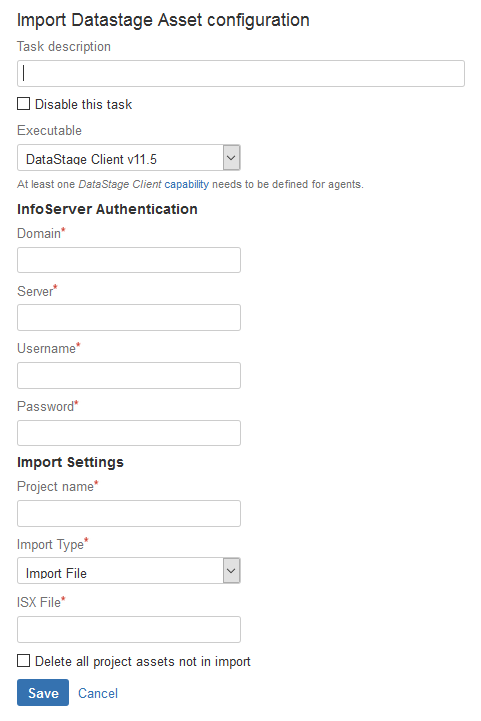 Import Datastage Asset configuration
Task description
Disable this task
Executable
DataStage Client v11.5
At least one DataStage Client capability needs to be defined for agents.
InfoServer Authentication
Domain*
Server*
Username*
Password*
Import Settings
Project name*
Import Type*
Import File
ISX File*
Delete all project assets not in import
Save Cancel